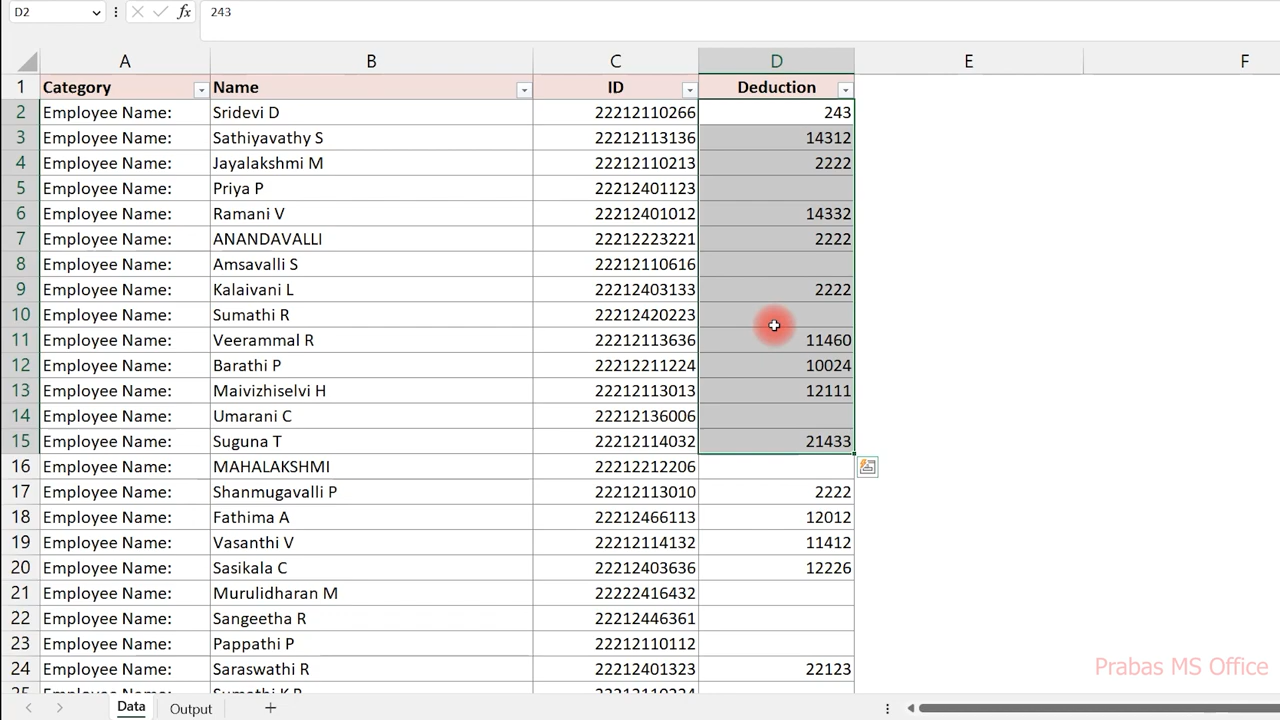 D2 fx 243
A B C D E F
1 Category Name ID Deduction
2 Employee Name: Sridevi D 22212110266 243
3 Employee Name: Sathiyavathy S 22212113136 14312
4 Employee Name: Jayalakshmi M 22212110213 2222
5 Employee Name: Priya P 22212401123
6 Employee Name: Ramani V 22212401012 14332
7 Employee Name: ANANDAVALLI 22212223221 2222
8 Employee Name: Amsavalli S 22212110616
9 Employee Name: Kalaivani L 22212403133 2222
10 Employee Name: Sumathi R 22212420223
11 Employee Name: Veerammal R 22212113636 11460
12 Employee Name: Barathi P 22212211224 10024
13 Employee Name: Maivizhiselvi H 22212113013 12111
14 Employee Name: Umarani C 22212136006
15 Employee Name: Suguna T 22212114032 21433
16 Employee Name: MAHALAKSHMI 22212212206
17 Employee Name: Shanmugavalli P 22212113010 2222
18 Employee Name: Fathima A 22212466113 12012
19 Employee Name: Vasanthi V 22212114132 11412
20 Employee Name: Sasikala C 22212403636 12226
21 Employee Name: Murulidharan M 22222416432
22 Employee Name: Sangeetha R 22212446361
23 Employee Name: Pappathi P 22212110112
24 Employee Name: Saraswathi R 22212401323 22123
Prabas MS Office
Data Output